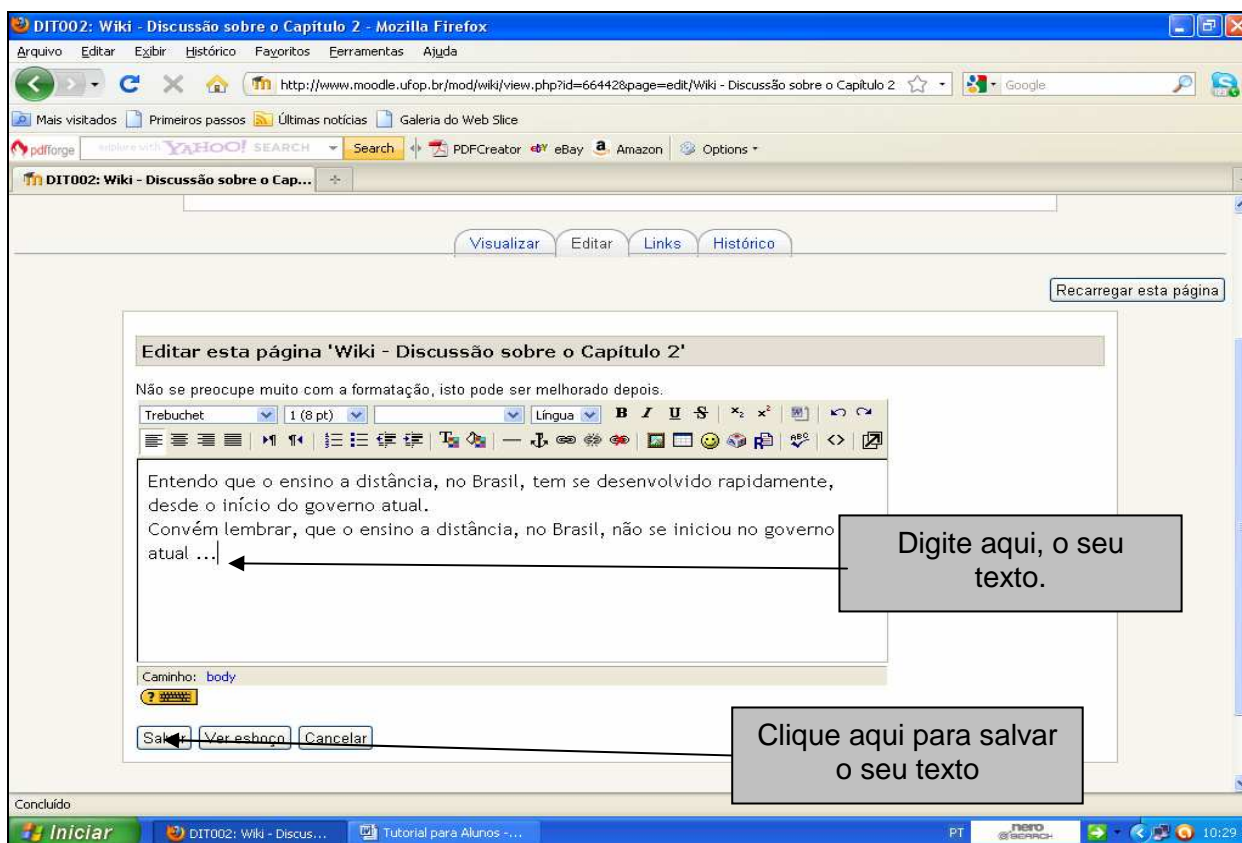 DIT002: Wiki - Discussão sobre o Capítulo 2 - Mozilla Firefox
Arquivo Editar Exibir Histórico Favoritos Ferramentas Ajuda
http://www.moodle.ufop.br/mod/wiki/view.php?id=66442&page=edit/Wiki - Discussão sobre o Capítulo 2 Google
Mais visitados Primeiros passos Últimas notícias Galeria do Web Slice
pdfforge explore with YAHOO! SEARCH Search PDFCreator eBay Amazon Options
DIT002: Wiki - Discussão sobre o Cap...
Visualizar Editar Links Histórico
Recarregar esta página
Editar esta página 'Wiki - Discussão sobre o Capítulo 2'
Não se preocupe muito com a formatação, isto pode ser melhorado depois.
Trebuchet 1 (8 pt) Língua B I U S x₂ x²
Entendo que o ensino a distância, no Brasil, tem se desenvolvido rapidamente,
desde o início do governo atual.
Convém lembrar, que o ensino a distância, no Brasil, não se iniciou no governo
atual ...
Digite aqui, o seu
texto.
Caminho: body
Salvar Ver esboço Cancelar
Clique aqui para salvar
o seu texto
Concluído
Iniciar DIT002: Wiki - Discus... Tutorial para Alunos -... PT nero SEARCH 10:29